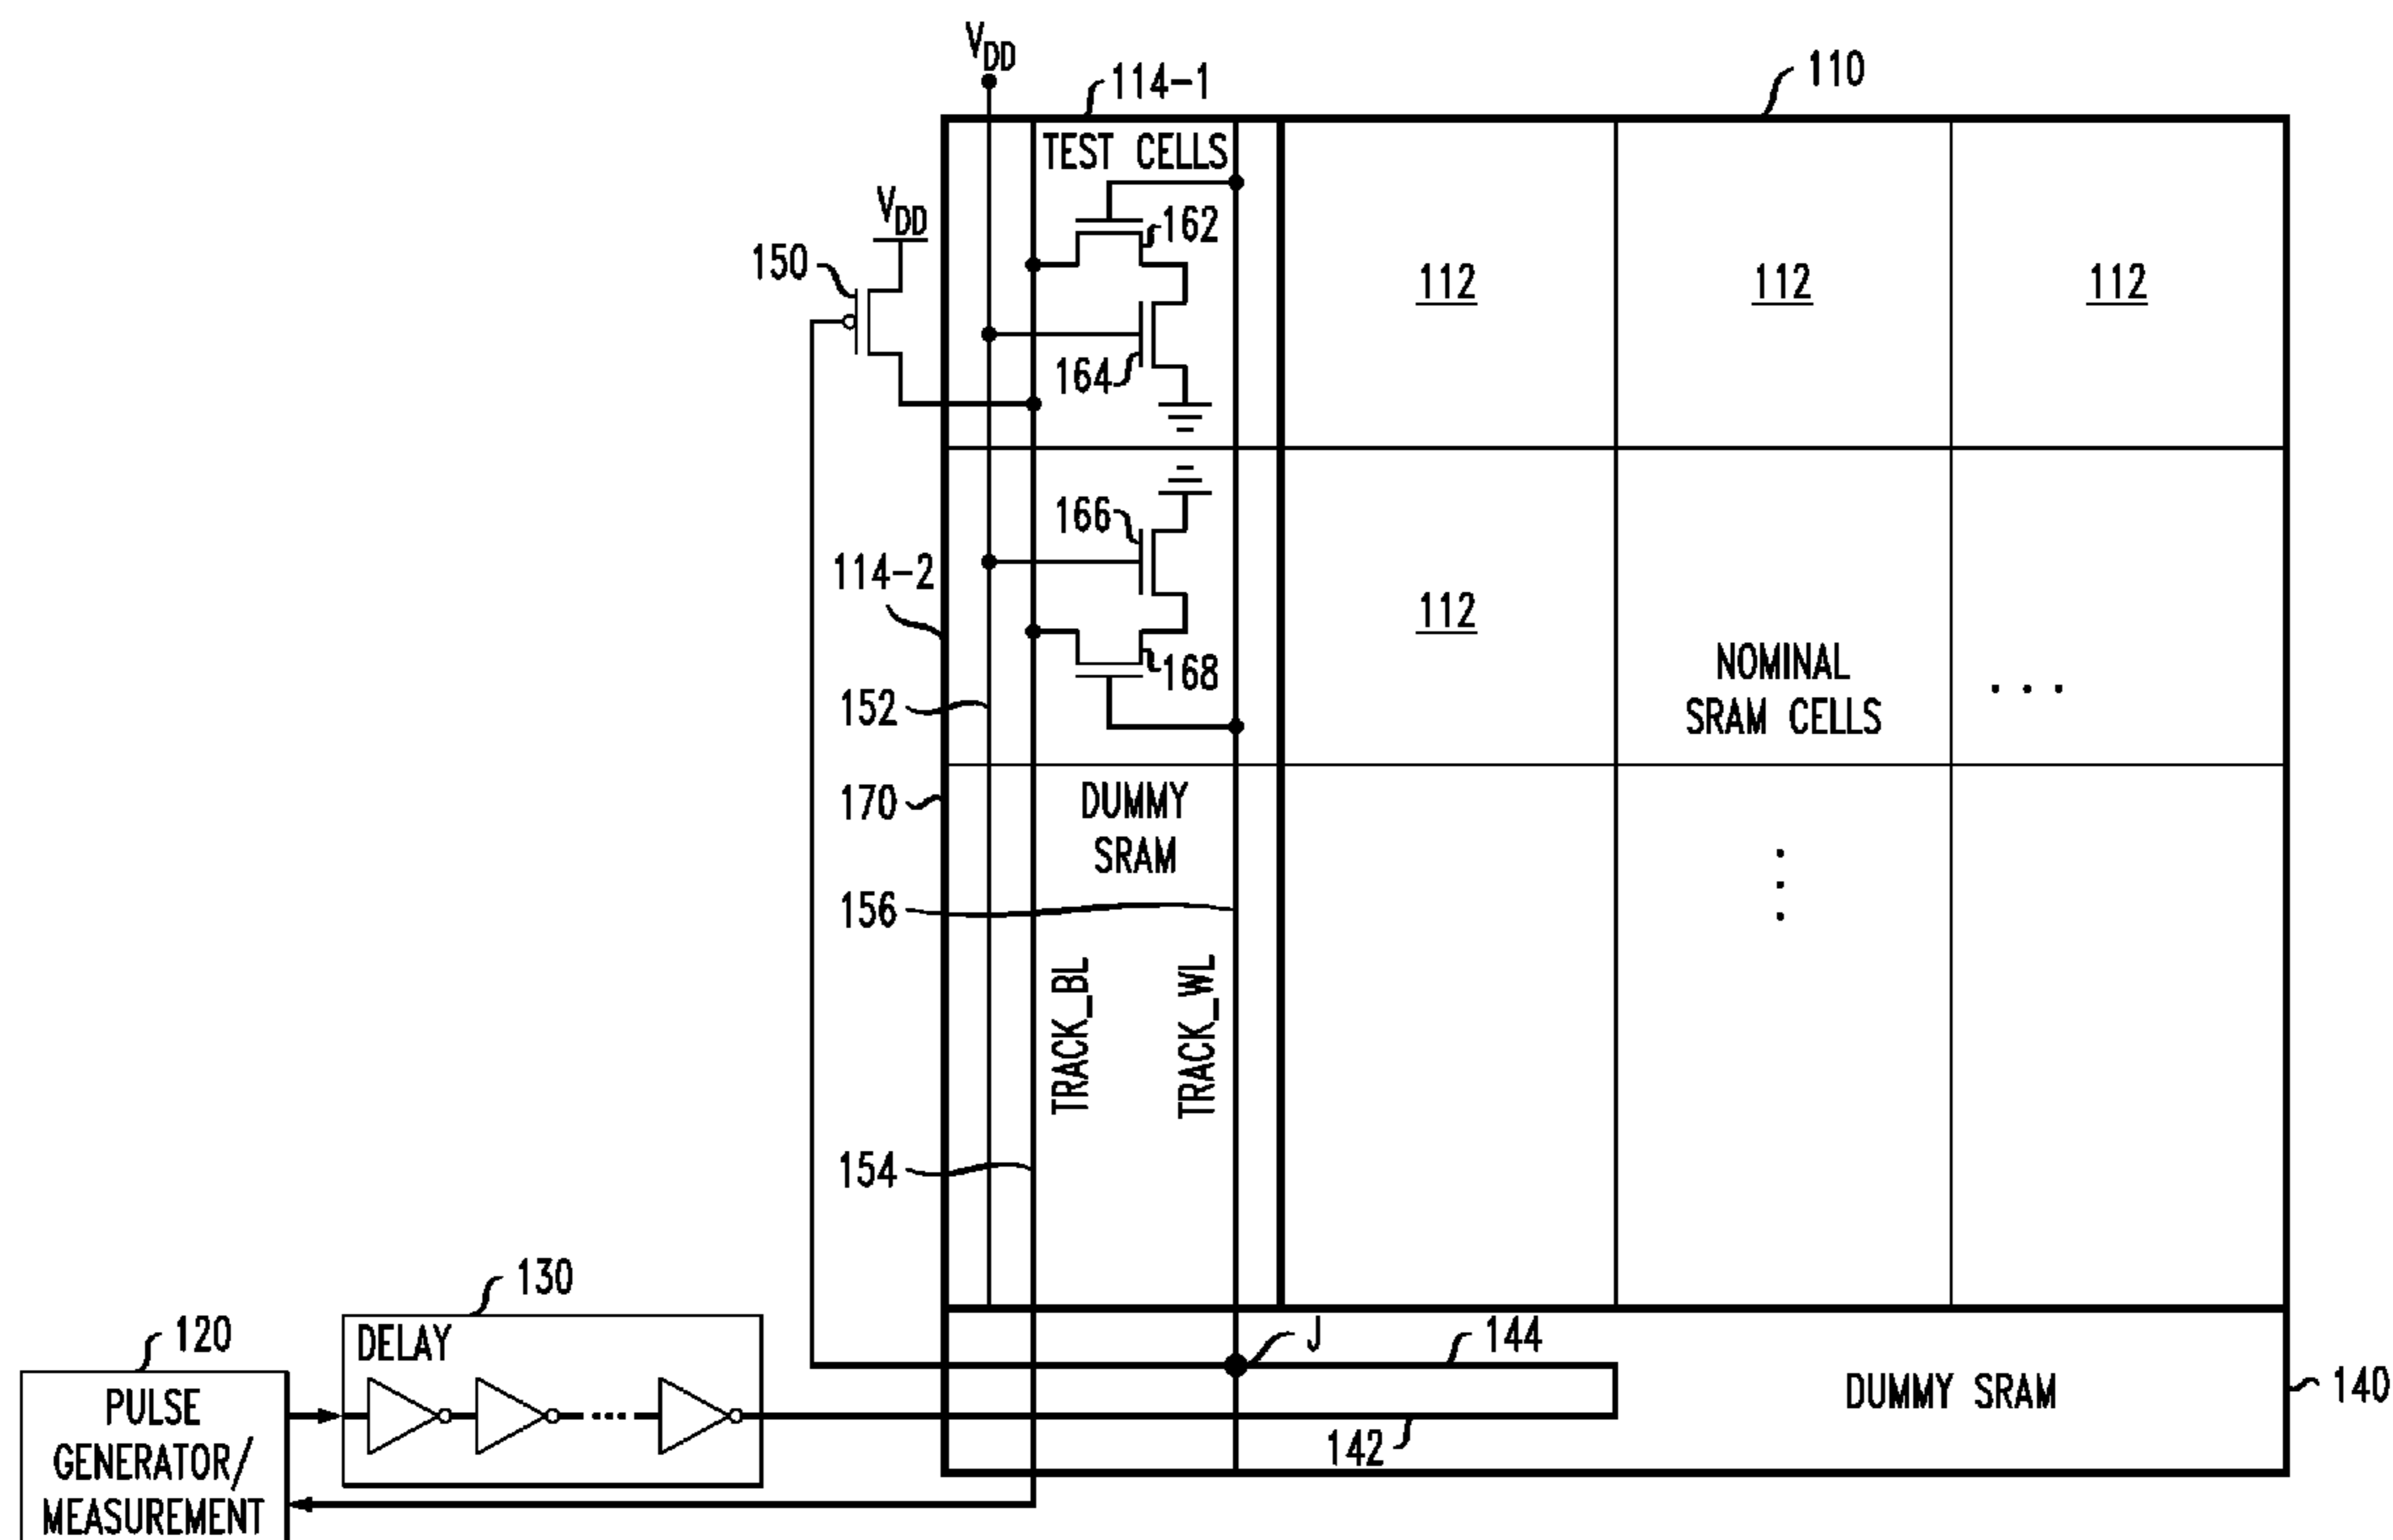 VDD
114-1
110
TEST CELLS
VDD
162
150
112
112
112
164
166
114-2
112
168
NOMINAL
SRAM CELLS
. . .
152
170
DUMMY
SRAM
156
TRACK_BL
TRACK_WL
154
130
120
DELAY
J
144
PULSE
GENERATOR/
MEASUREMENT
DUMMY SRAM
140
142